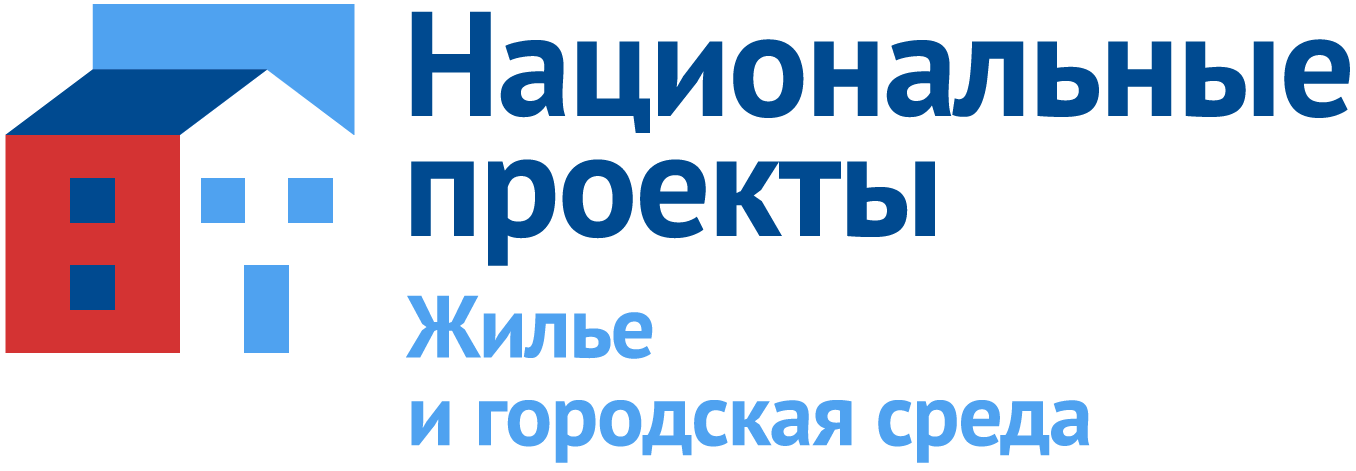 Национальные
проекты
Жилье
и городская среда